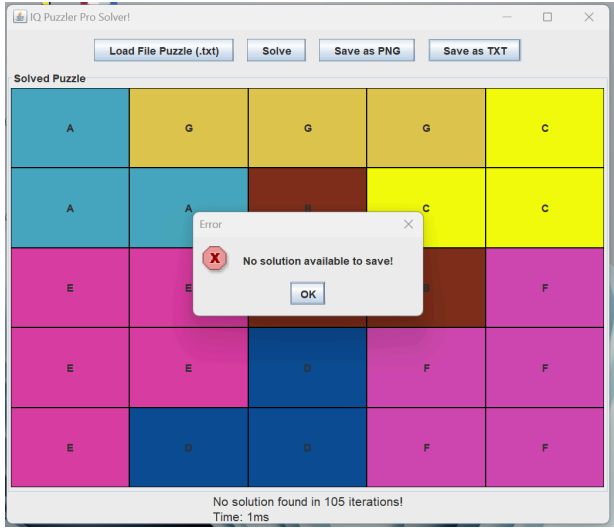 IQ Puzzler Pro Solver!
Load File Puzzle (.txt) Solve Save as PNG Save as TXT
Solved Puzzle
A G G G C
A A B C C
Error
No solution available to save!
OK
E E B F
E E D F F
E D D F F
No solution found in 105 iterations!
Time: 1ms